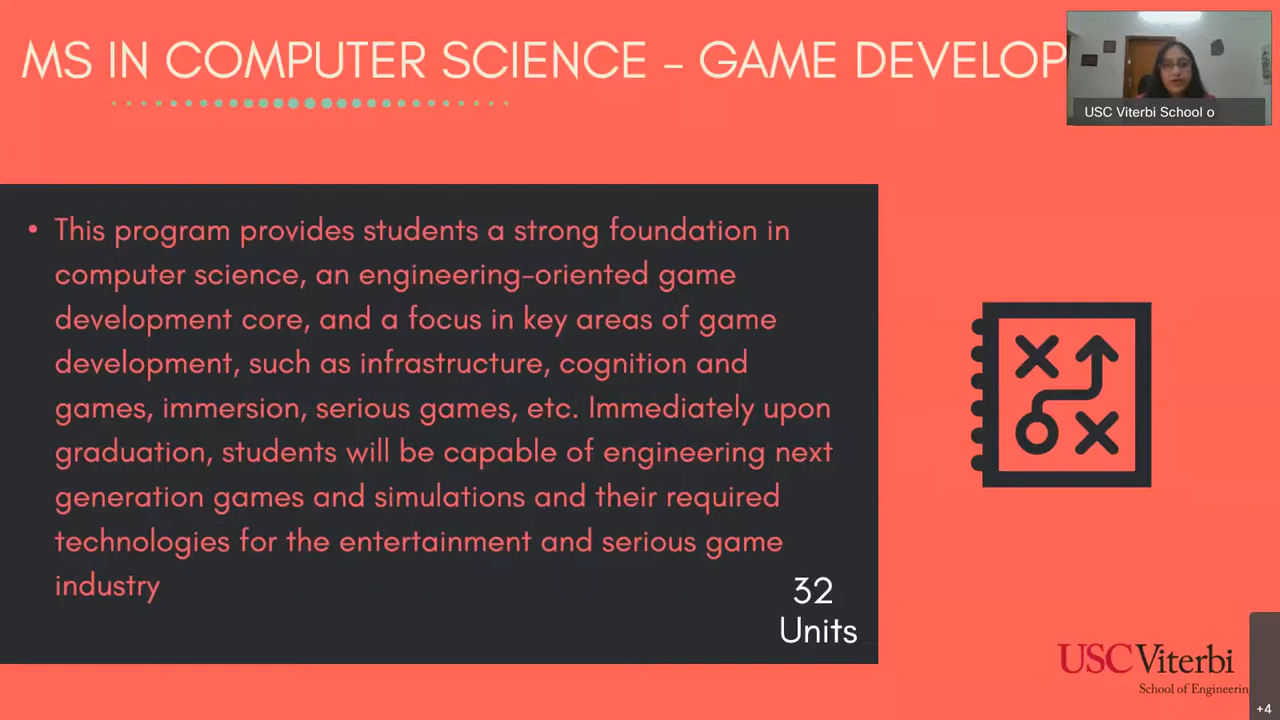 MS IN COMPUTER SCIENCE – GAME DEVELOP
USC Viterbi School o
• This program provides students a strong foundation in
computer science, an engineering-oriented game
development core, and a focus in key areas of game
development, such as infrastructure, cognition and
games, immersion, serious games, etc. Immediately upon
graduation, students will be capable of engineering next
generation games and simulations and their required
technologies for the entertainment and serious game
industry
32
Units
USC Viterbi
School of Engineerin
+4